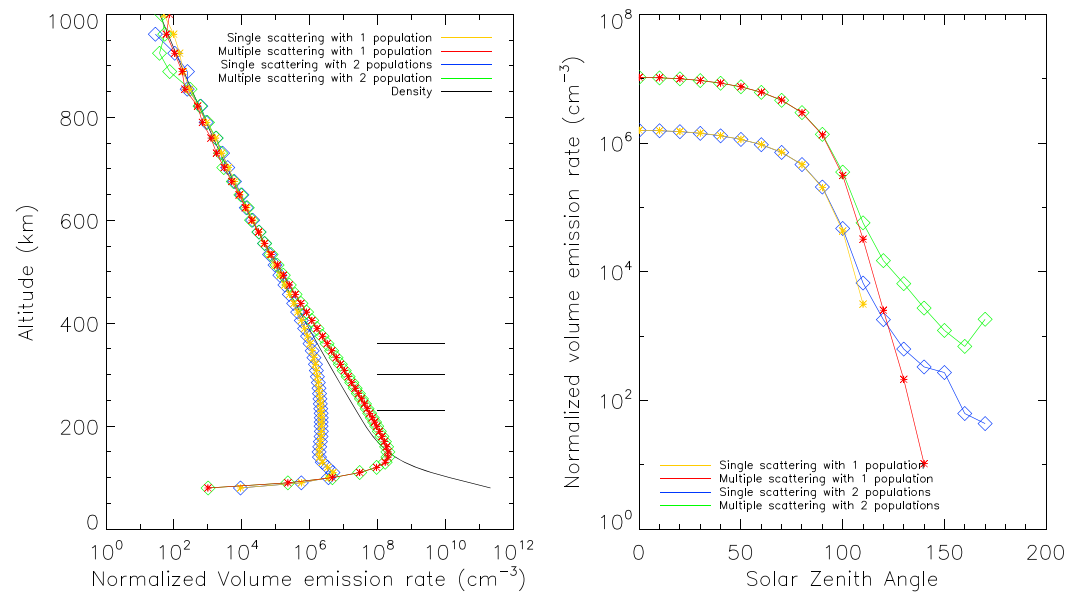 Single scattering with 1 population
Multiple scattering with 1 population
Single scattering with 2 populations
Multiple scattering with 2 population
Density
1000
800
600
400
200
0
Altitude (km)
10^0 10^2 10^4 10^6 10^8 10^10 10^12
Normalized Volume emission rate (cm^-3)
10^8
10^6
10^4
10^2
10^0
Normalized volume emission rate (cm^-3)
Single scattering with 1 population
Multiple scattering with 1 population
Single scattering with 2 populations
Multiple scattering with 2 populations
0 50 100 150 200
Solar Zenith Angle